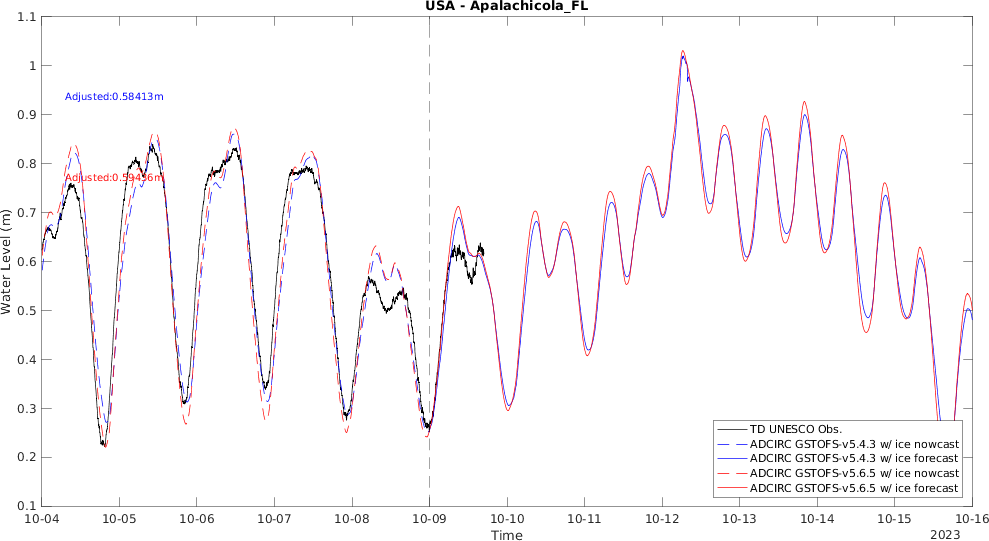 USA - Apalachicola_FL
1.1
1
0.9
0.8
0.7
0.6
0.5
0.4
0.3
0.2
0.1
Water Level (m)
Adjusted:0.58413m
Adjusted:0.59436m
TD UNESCO Obs.
ADCIRC GSTOFS-v5.4.3 w/ ice nowcast
ADCIRC GSTOFS-v5.4.3 w/ ice forecast
ADCIRC GSTOFS-v5.6.5 w/ ice nowcast
ADCIRC GSTOFS-v5.6.5 w/ ice forecast
10-04 10-05 10-06 10-07 10-08 10-09 10-10 10-11 10-12 10-13 10-14 10-15 10-16
Time
2023